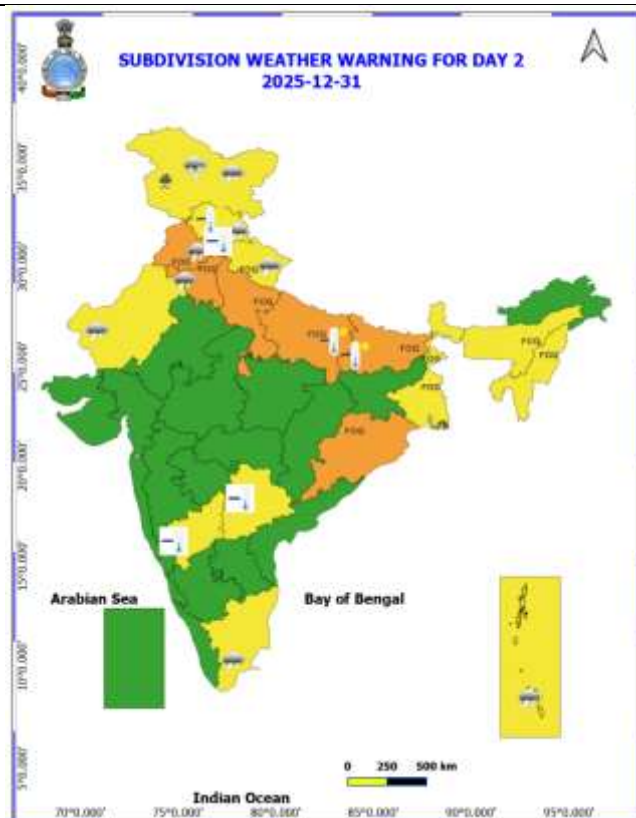 SUBDIVISION WEATHER WARNING FOR DAY 2
2025-12-31
40°0.000'
35°0.000'
30°0.000'
25°0.000'
20°0.000'
15°0.000'
10°0.000'
5°0.000'
FOG
FOG
FOG
FOG
FOG
FOG
FOG
FOG
FOG
FOG
FOG
Arabian Sea
Bay of Bengal
0 250 500 km
Indian Ocean
70°0.000' 75°0.000' 80°0.000' 85°0.000' 90°0.000' 95°0.000'